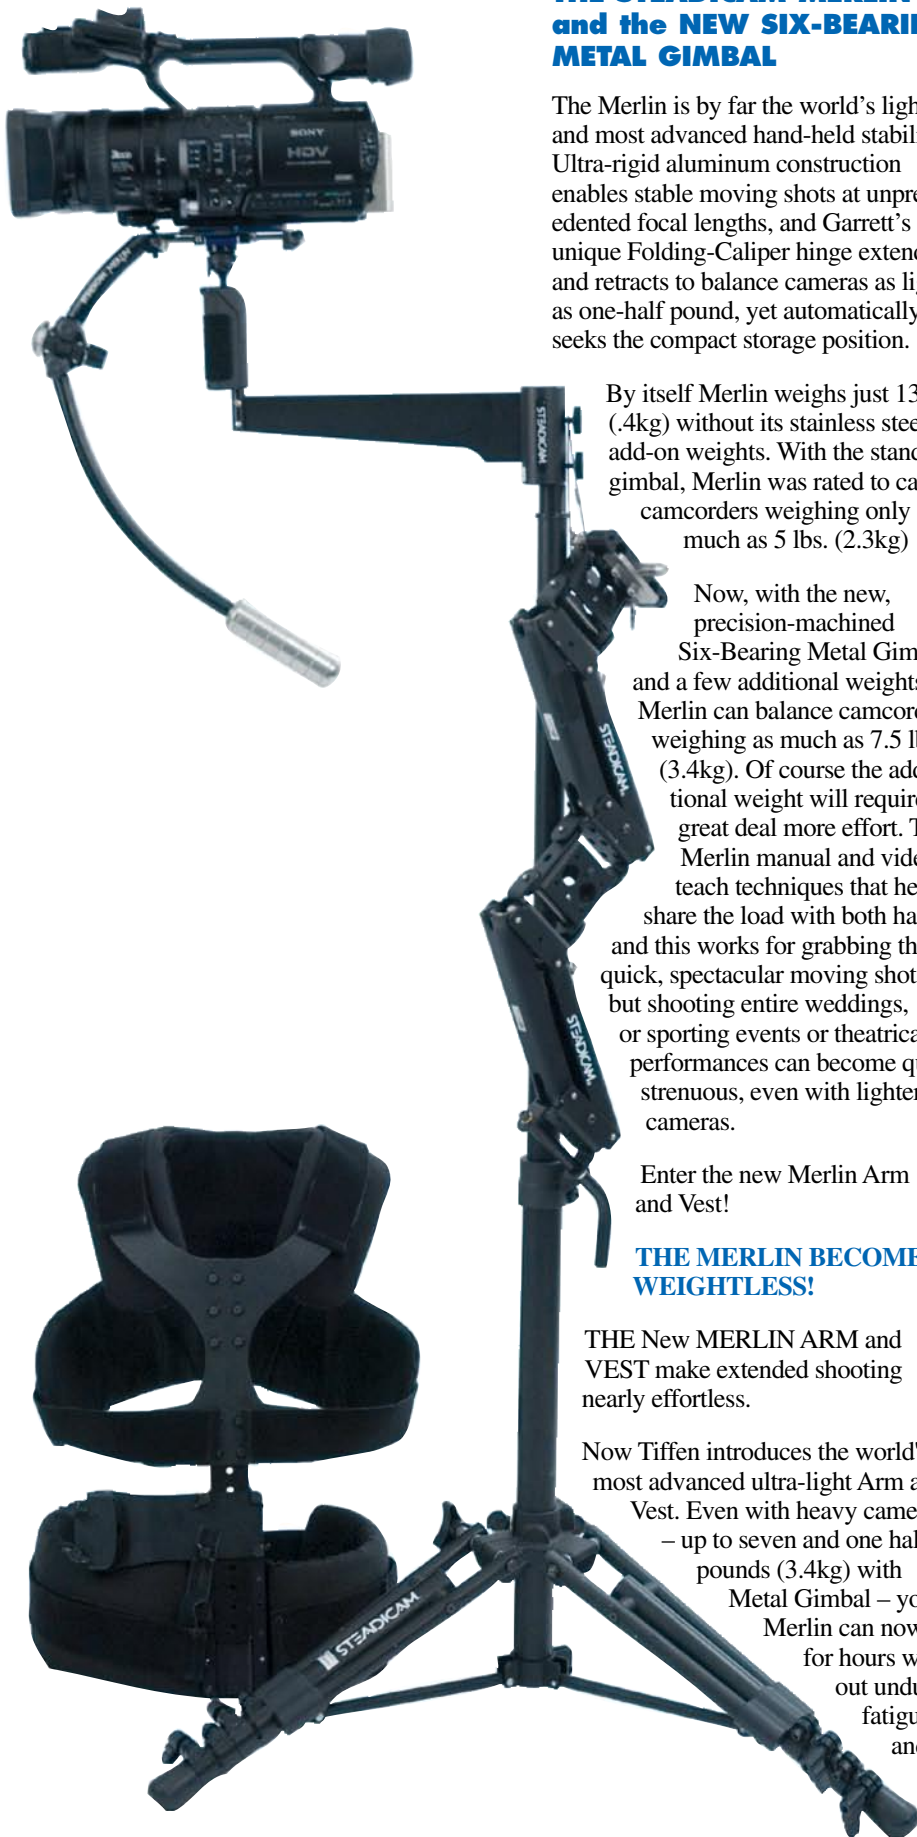 and the NEW SIX-BEARIN
METAL GIMBAL
The Merlin is by far the world's ligh
and most advanced hand-held stabili
Ultra-rigid aluminum construction
enables stable moving shots at unpre
edented focal lengths, and Garrett's
unique Folding-Caliper hinge extend
and retracts to balance cameras as lig
as one-half pound, yet automatically
seeks the compact storage position.
By itself Merlin weighs just 13
(.4kg) without its stainless stee
add-on weights. With the stand
gimbal, Merlin was rated to ca
camcorders weighing only
much as 5 lbs. (2.3kg)
Now, with the new,
precision-machined
Six-Bearing Metal Gim
and a few additional weights
Merlin can balance camcord
weighing as much as 7.5 lb
(3.4kg). Of course the add
tional weight will require
great deal more effort. T
Merlin manual and vide
teach techniques that he
share the load with both ha
and this works for grabbing th
quick, spectacular moving shot
but shooting entire weddings,
or sporting events or theatrica
performances can become qu
strenuous, even with lighter
cameras.
Enter the new Merlin Arm
and Vest!
THE MERLIN BECOME
WEIGHTLESS!
THE New MERLIN ARM and
VEST make extended shooting
nearly effortless.
Now Tiffen introduces the world'
most advanced ultra-light Arm a
Vest. Even with heavy came
– up to seven and one hal
pounds (3.4kg) with
Metal Gimbal – yo
Merlin can now
for hours w
out undu
fatigu
and
SONY
HDV
STEADICAM
STEADICAM
STEADICAM
STEADICAM